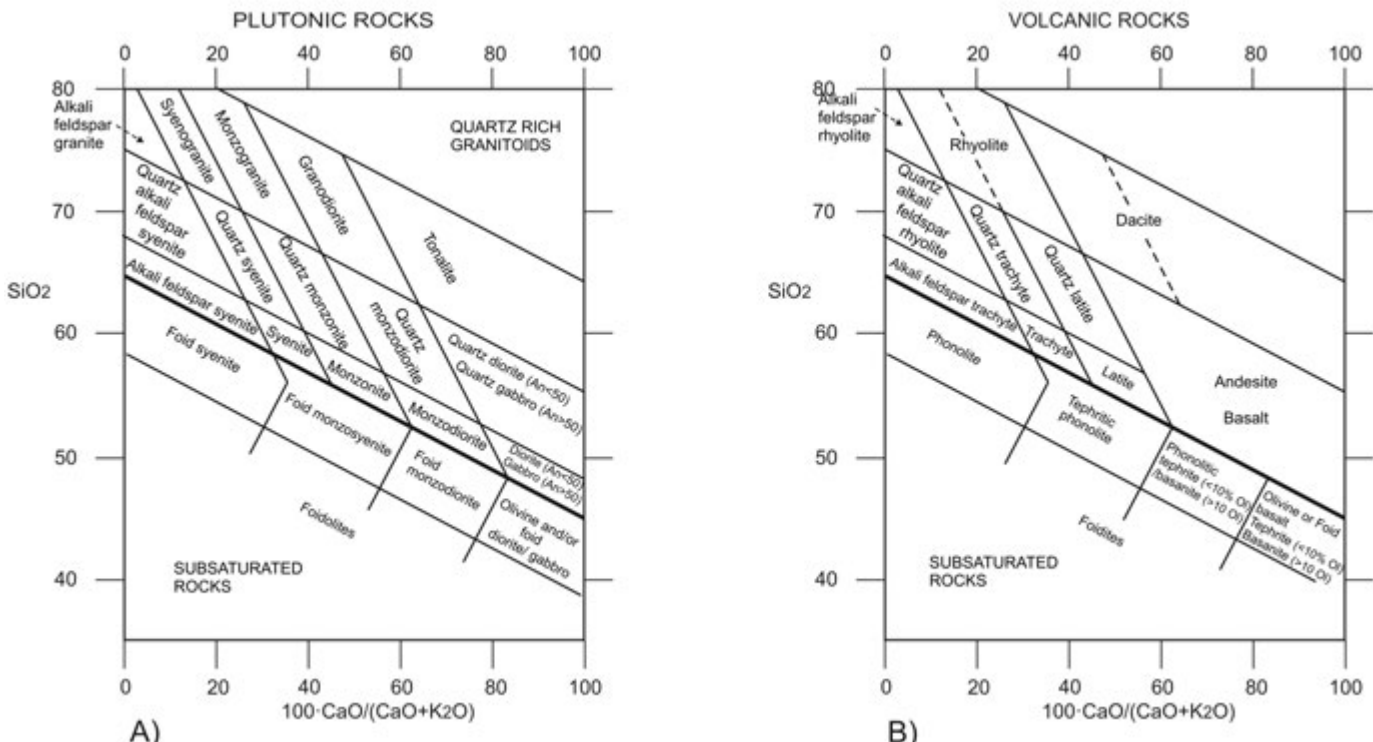 PLUTONIC ROCKS
0 20 40 60 80 100
80
70
SiO2
60
50
40
Alkali
feldspar
granite
Syenogranite
Monzogranite
Granodiorite
Tonalite
QUARTZ RICH
GRANITOIDS
Quartz
alkali
feldspar
syenite
Quartz syenite
Quartz monzonite
Quartz
monzodiorite
Quartz diorite (An<50)
Quartz gabbro (An>50)
Alkali feldspar syenite
Syenite
Monzonite
Monzodiorite
Diorite (An<50)
Gabbro (An>50)
Foid syenite
Foid monzosyenite
Foid
monzodiorite
Olivine and/or
foid
diorite/ gabbro
Foidolites
SUBSATURATED
ROCKS
0 20 40 60 80 100
100·CaO/(CaO+K2O)
A)
VOLCANIC ROCKS
0 20 40 60 80 100
80
70
SiO2
60
50
40
Alkali
feldspar
rhyolite
Rhyolite
Dacite
Quartz
alkali
feldspar
rhyolite
Quartz trachyte
Quartz latite
Alkali feldspar trachyte
Trachyte
Latite
Andesite
Basalt
Phonolite
Tephritic
phonolite
Phonolitic
tephrite (<10% Ol)
/basanite (>10 Ol)
Olivine or Foid
basalt
Tephrite (<10% Ol)
Basanite (>10 Ol)
Foidites
SUBSATURATED
ROCKS
0 20 40 60 80 100
100·CaO/(CaO+K2O)
B)